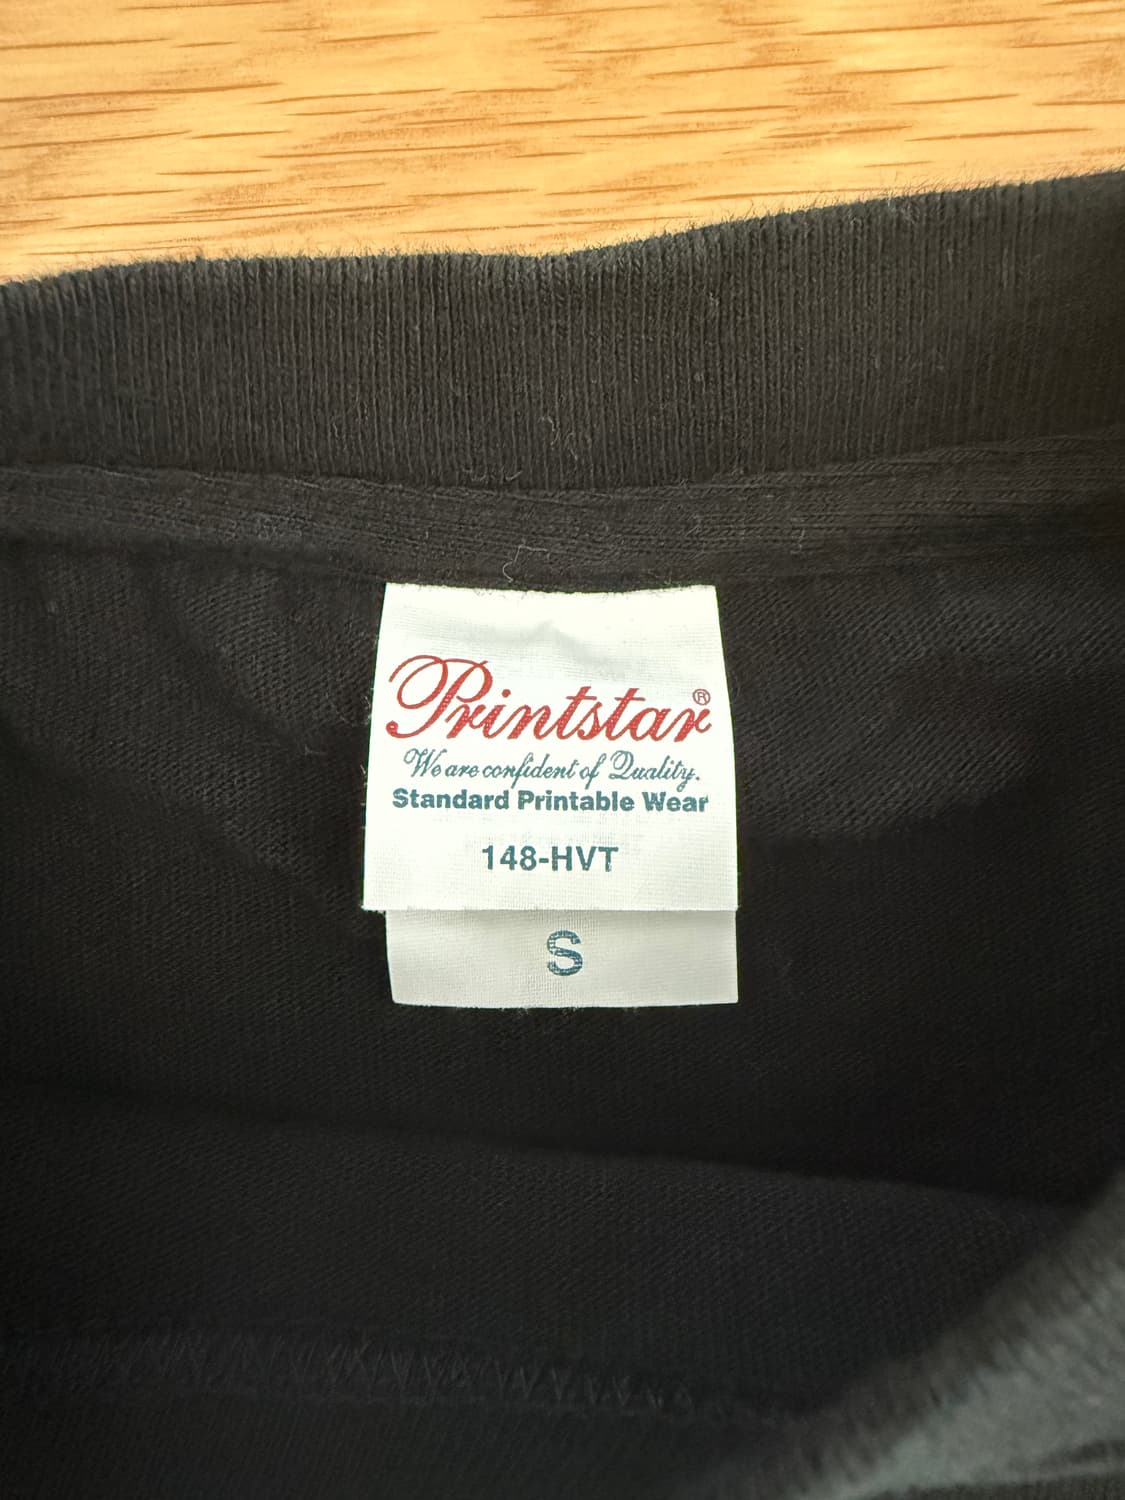 Printstar®
We are confident of Quality.
Standard Printable Wear
148-HVT
S